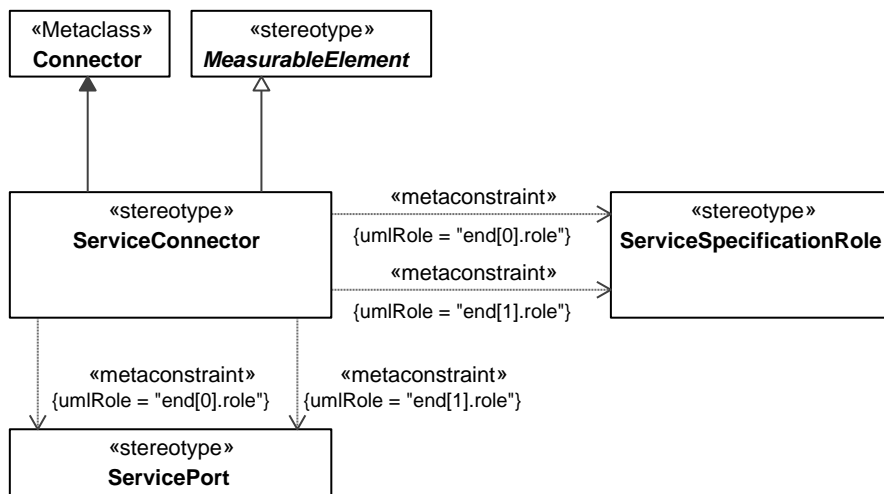 «Metaclass»
Connector
«stereotype»
MeasurableElement
«stereotype»
ServiceConnector
«metaconstraint»
{umlRole = "end[0].role"}
«metaconstraint»
{umlRole = "end[1].role"}
«stereotype»
ServiceSpecificationRole
«metaconstraint»
{umlRole = "end[0].role"}
«metaconstraint»
{umlRole = "end[1].role"}
«stereotype»
ServicePort